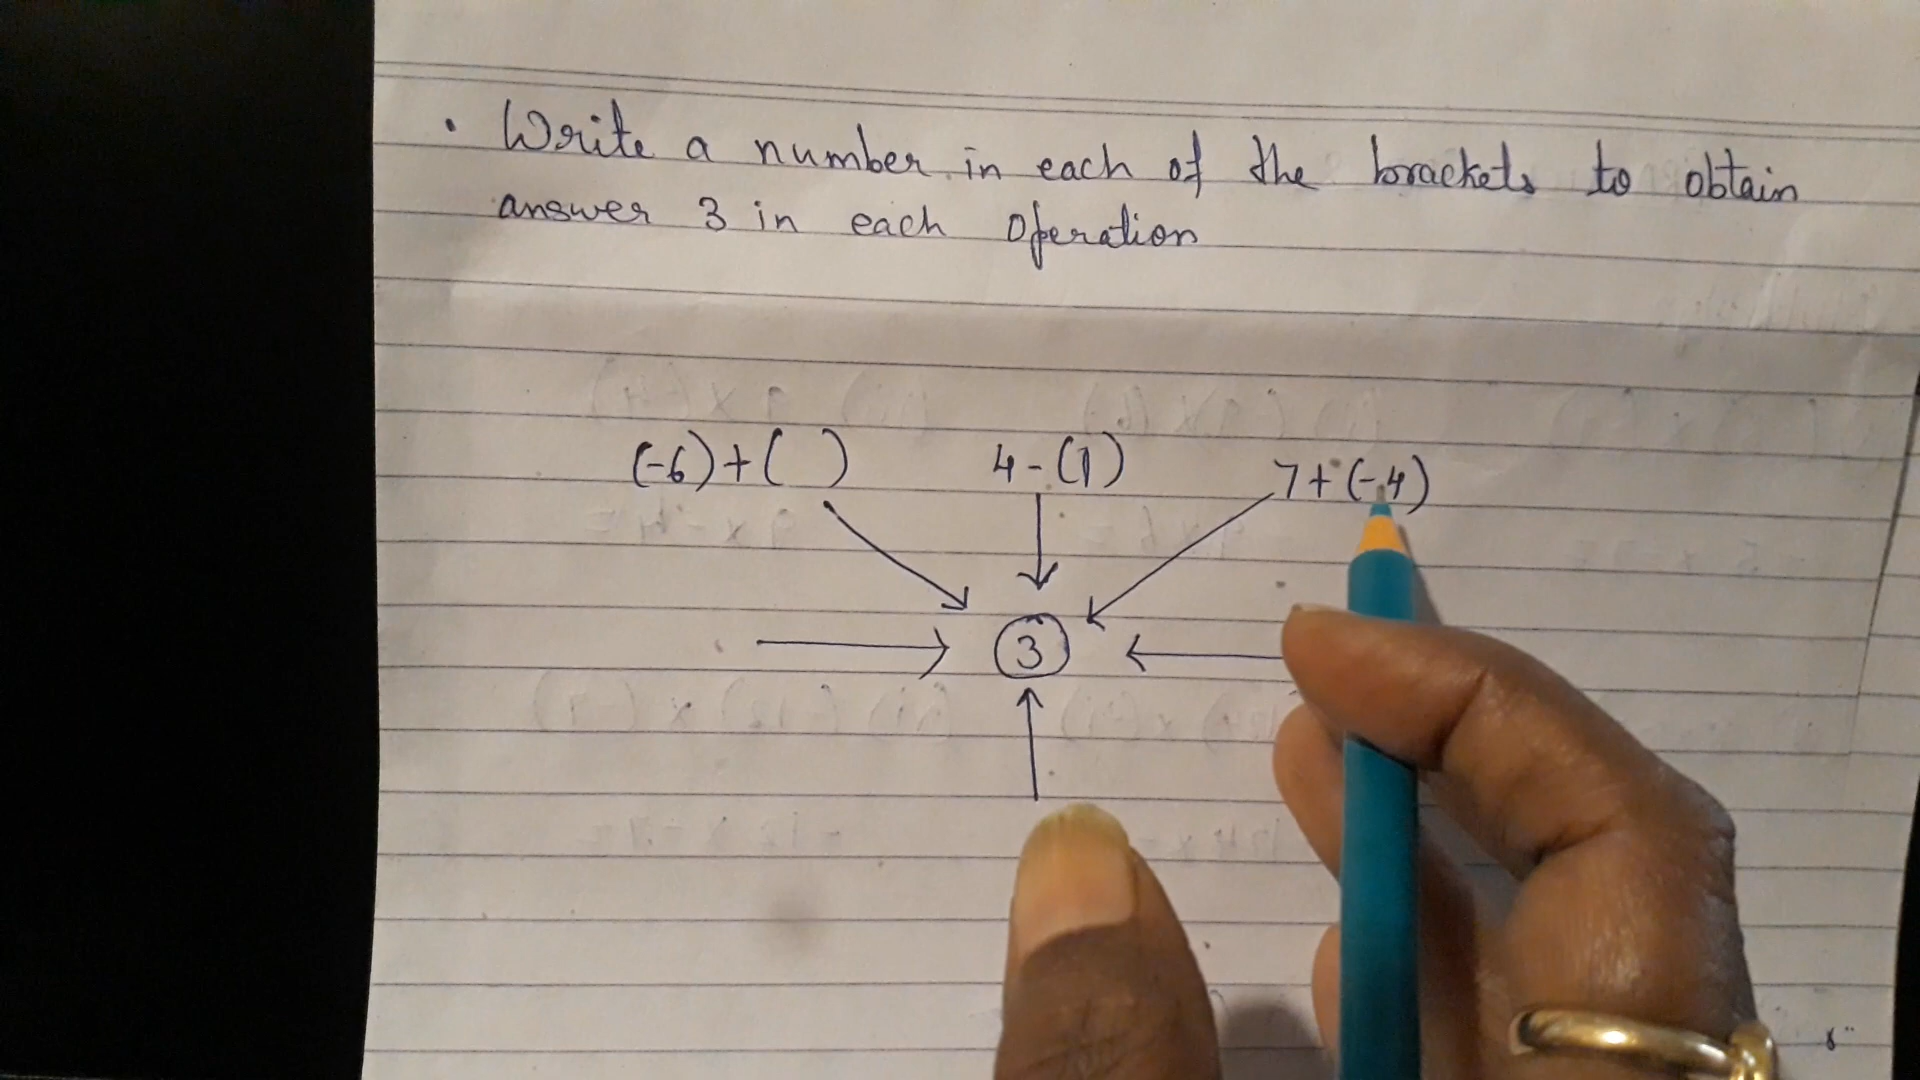 . Write a number in each of the brackets to obtain
answer 3 in each operation
(-6)+( ) 4-(1) 7+(-4)
3